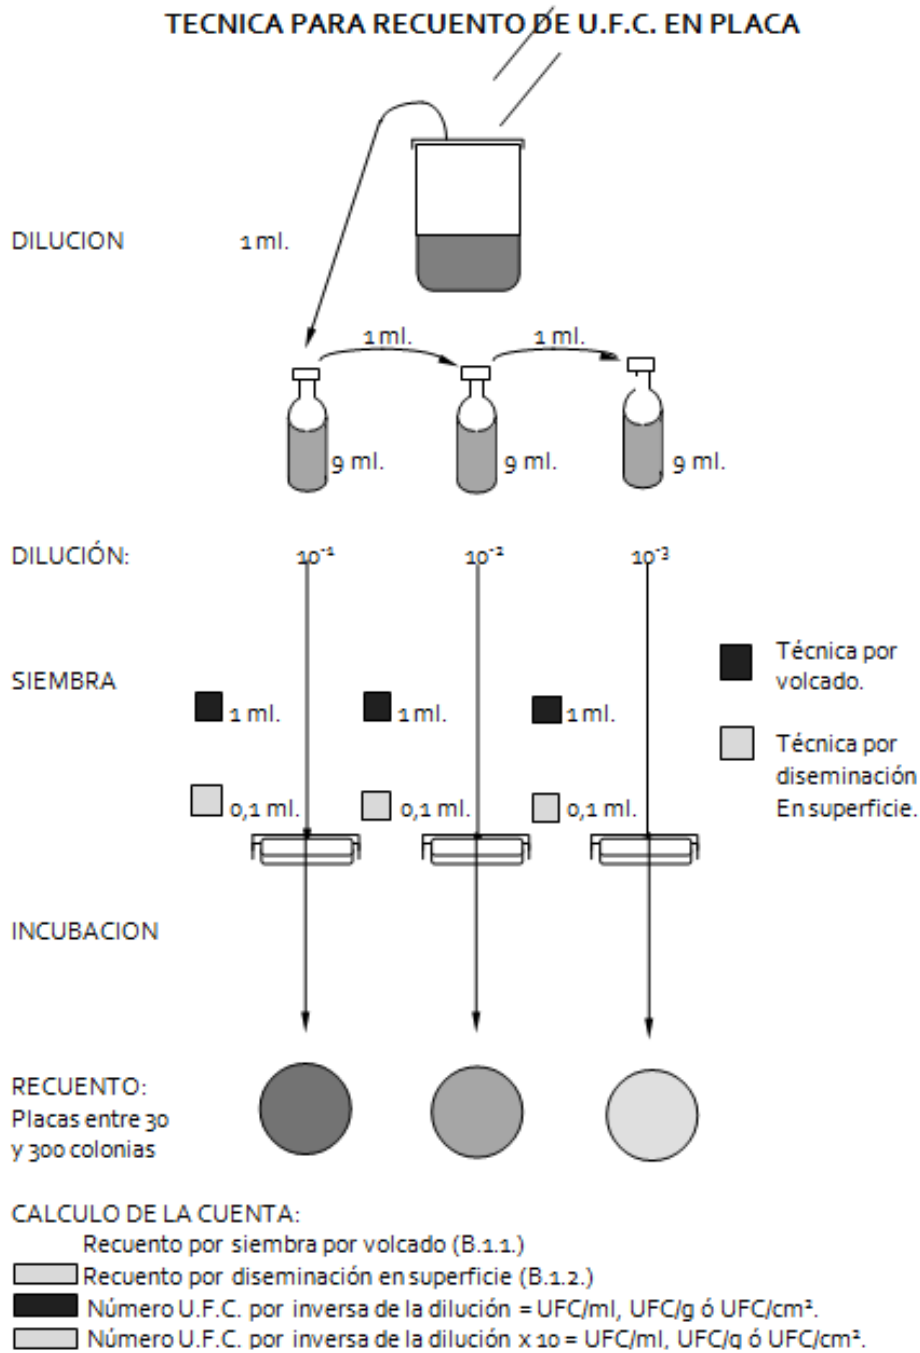 TECNICA PARA RECUENTO DE U.F.C. EN PLACA
DILUCION
1 ml.
1 ml.
1 ml.
9 ml.
9 ml.
9 ml.
DILUCIÓN:
10⁻¹
10⁻²
10⁻³
SIEMBRA
1 ml.
1 ml.
1 ml.
Técnica por
volcado.
0,1 ml.
0,1 ml.
0,1 ml.
Técnica por
diseminación
En superficie.
INCUBACION
RECUENTO:
Placas entre 30
y 300 colonias
CALCULO DE LA CUENTA:
Recuento por siembra por volcado (B.1.1.)
Recuento por diseminación en superficie (B.1.2.)
Número U.F.C. por inversa de la dilución = UFC/ml, UFC/g ó UFC/cm².
Número U.F.C. por inversa de la dilución x 10 = UFC/ml, UFC/g ó UFC/cm².